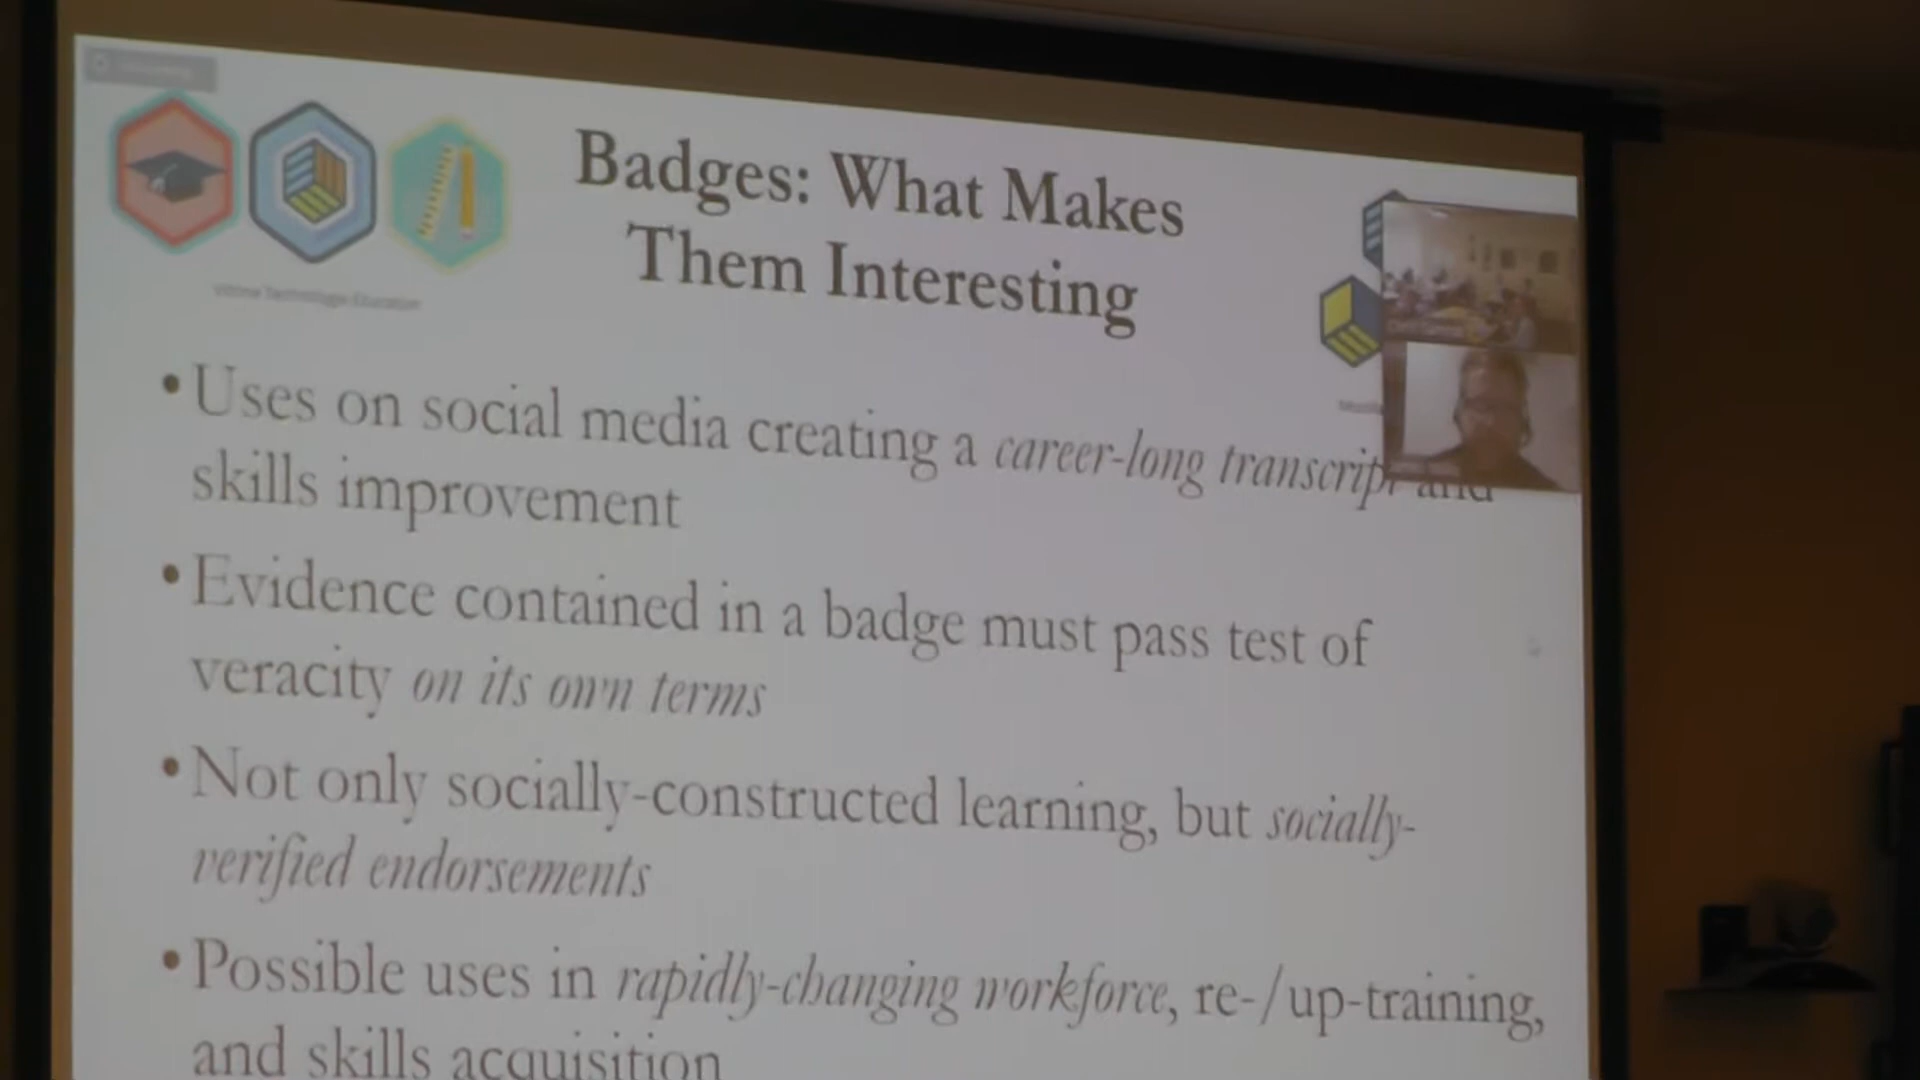 Badges: What Makes
Them Interesting
• Uses on social media creating a career-long transcript and
skills improvement
• Evidence contained in a badge must pass test of
veracity on its own terms
• Not only socially-constructed learning, but socially-
verified endorsements
• Possible uses in rapidly-changing workforce, re-/up-training,
and skills acquisition